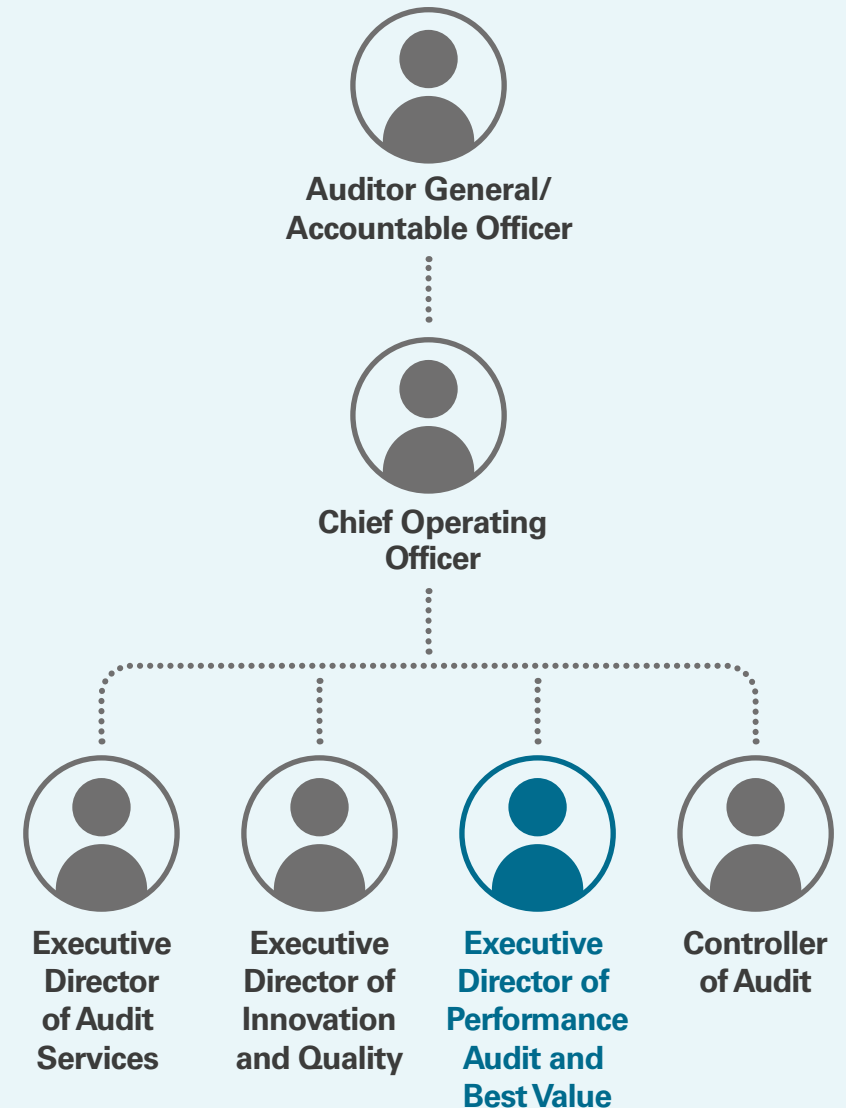 Auditor General/
Accountable Officer
Chief Operating
Officer
Executive
Director
of Audit
Services
Executive
Director of
Innovation
and Quality
Executive
Director of
Performance
Audit and
Best Value
Controller
of Audit